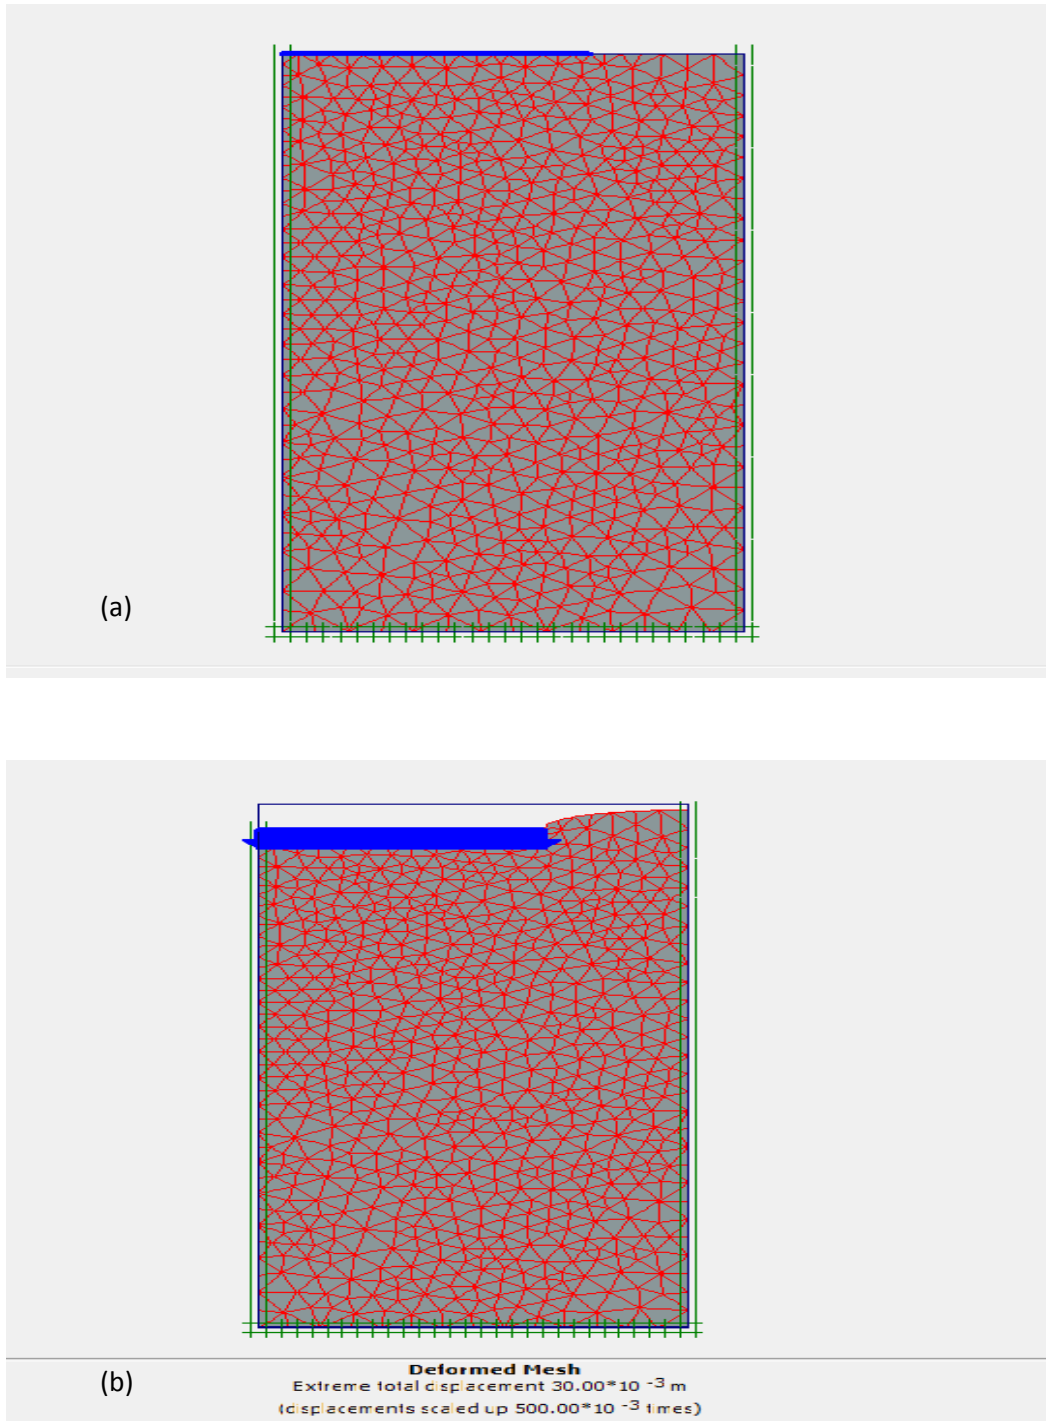 (a)
(b)
Deformed Mesh
Extreme total displacement 30.00*10 -3 m
(displacements scaled up 500.00*10 -3 times)